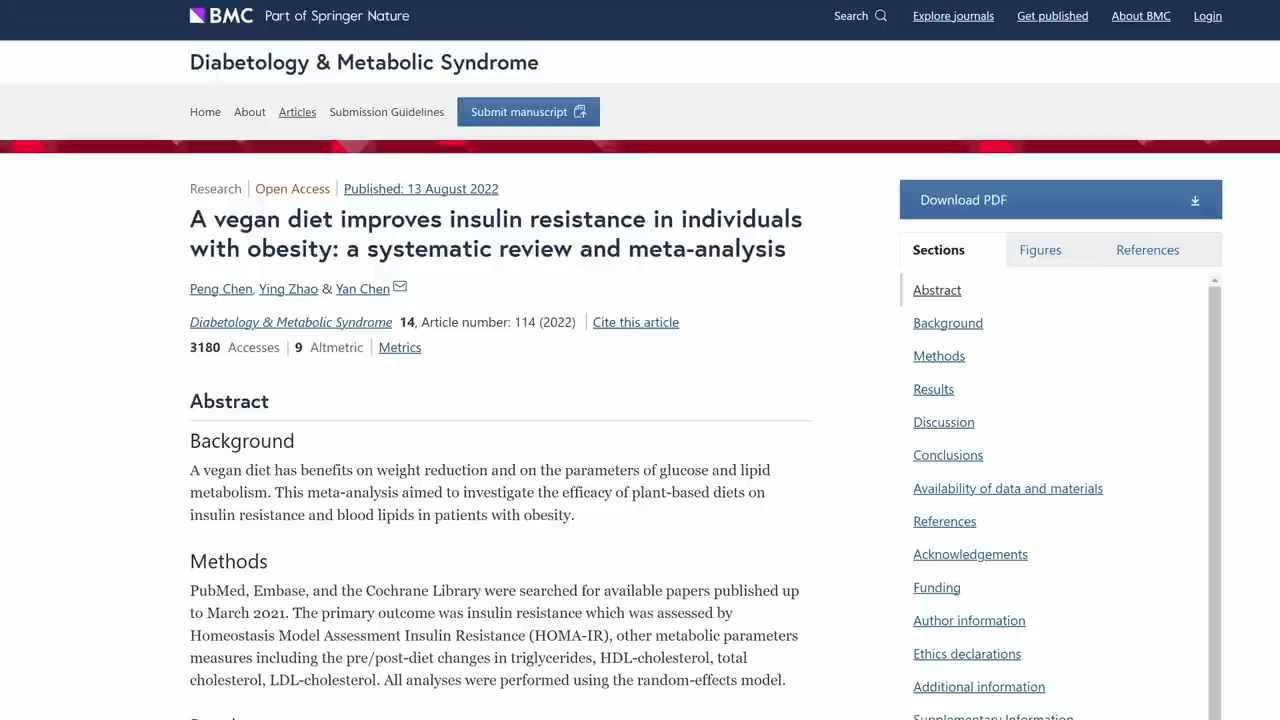 BMC Part of Springer Nature
Search Explore journals Get published About BMC Login
Diabetology & Metabolic Syndrome
Home About Articles Submission Guidelines Submit manuscript
Research Open Access Published: 13 August 2022
A vegan diet improves insulin resistance in individuals
with obesity: a systematic review and meta-analysis
Peng Chen, Ying Zhao & Yan Chen
Diabetology & Metabolic Syndrome 14, Article number: 114 (2022) Cite this article
3180 Accesses 9 Altmetric Metrics
Abstract
Background
A vegan diet has benefits on weight reduction and on the parameters of glucose and lipid
metabolism. This meta-analysis aimed to investigate the efficacy of plant-based diets on
insulin resistance and blood lipids in patients with obesity.
Methods
PubMed, Embase, and the Cochrane Library were searched for available papers published up
to March 2021. The primary outcome was insulin resistance which was assessed by
Homeostasis Model Assessment Insulin Resistance (HOMA-IR), other metabolic parameters
measures including the pre/post-diet changes in triglycerides, HDL-cholesterol, total
cholesterol, LDL-cholesterol. All analyses were performed using the random-effects model.
Download PDF
Sections Figures References
Abstract
Background
Methods
Results
Discussion
Conclusions
Availability of data and materials
References
Acknowledgements
Funding
Author information
Ethics declarations
Additional information
Supplementary Information